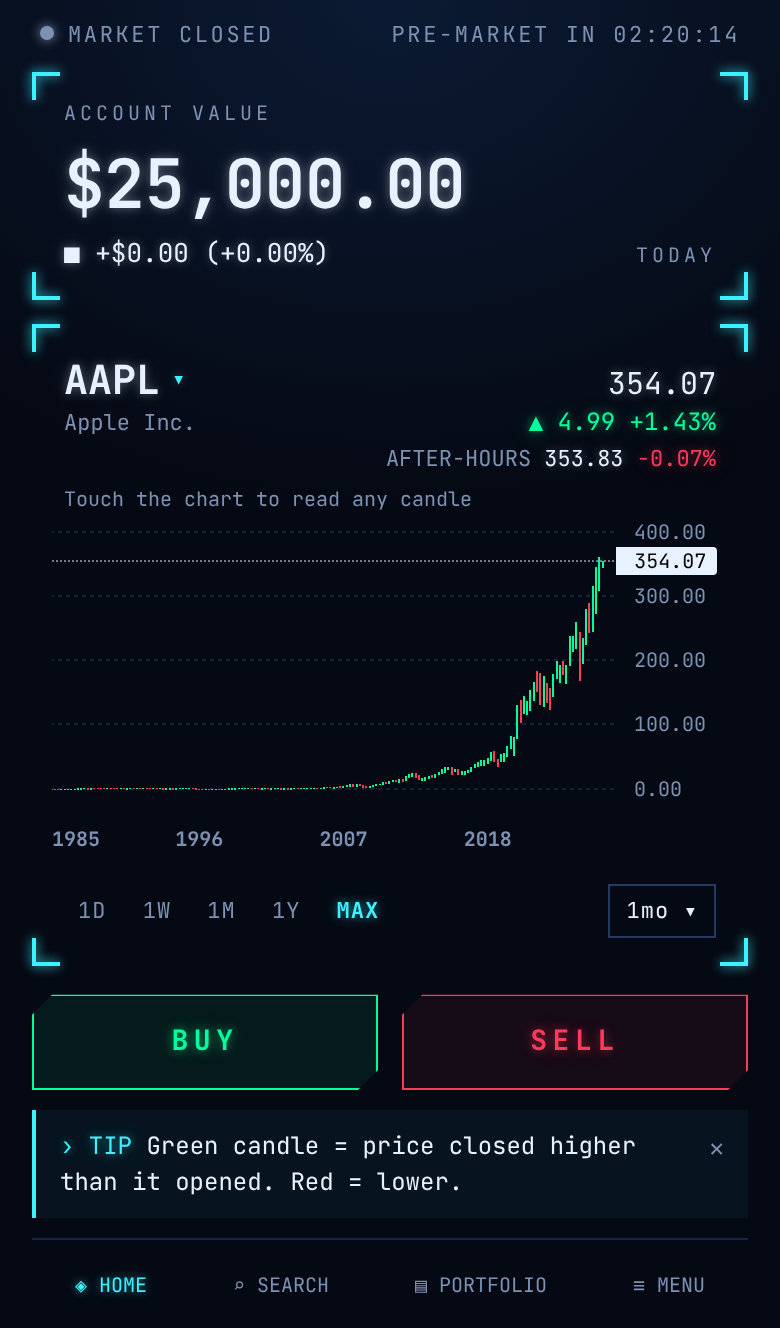 MARKET CLOSED PRE-MARKET IN 02:20:14
ACCOUNT VALUE
$25,000.00
■ +$0.00 (+0.00%) TODAY
AAPL ▼ 354.07
Apple Inc. ▲ 4.99 +1.43%
AFTER-HOURS 353.83 -0.07%
Touch the chart to read any candle
400.00
354.07
300.00
200.00
100.00
0.00
1985 1996 2007 2018
1D 1W 1M 1Y MAX 1mo ▼
BUY SELL
› TIP Green candle = price closed higher ×
than it opened. Red = lower.
◈ HOME ⌕ SEARCH ▤ PORTFOLIO ≡ MENU